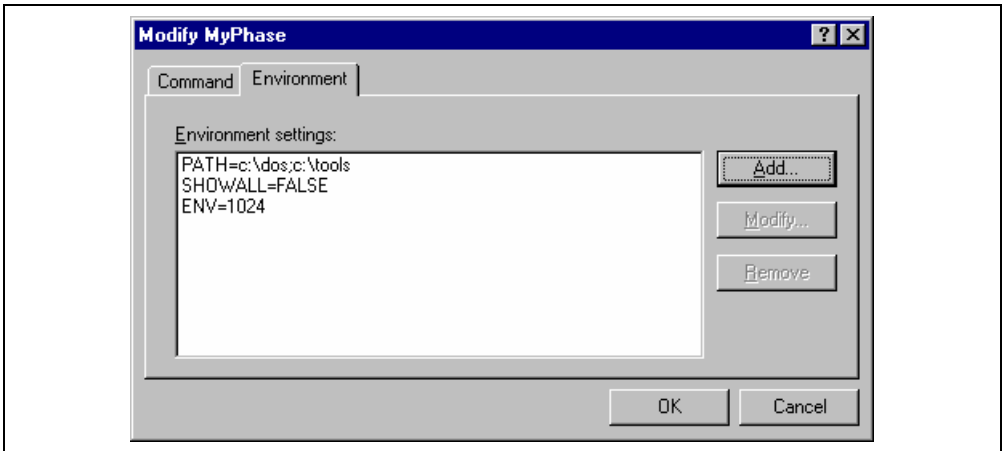 Modify MyPhase
Command Environment
Environment settings:
PATH=c:\dos;c:\tools
SHOWALL=FALSE
ENV=1024
Add...
Modify...
Remove
OK Cancel